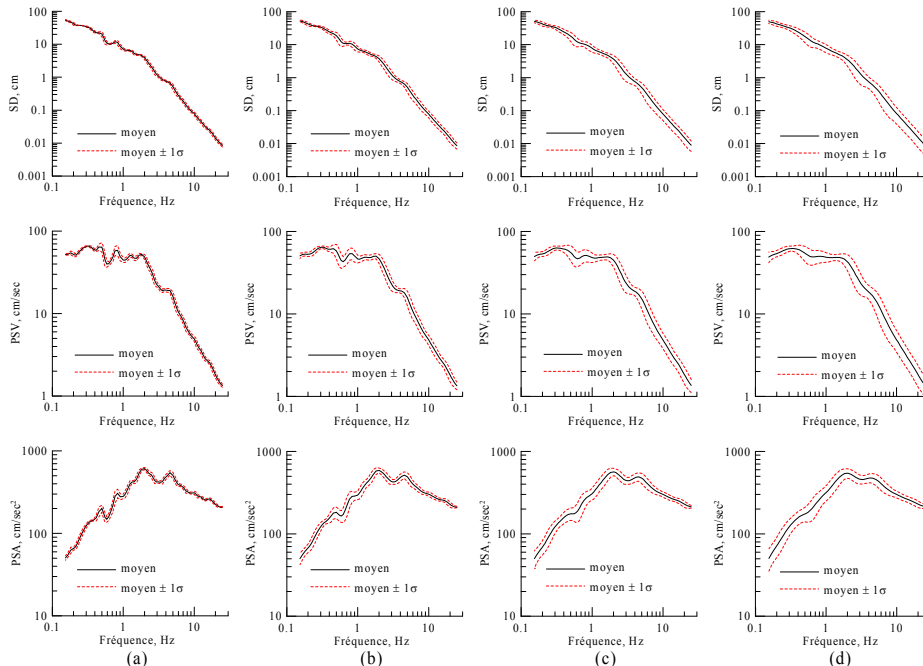 100
10
1
0.1
0.01
0.001
SD, cm
moyen
moyen ± 1σ
0.1 1 10
Fréquence, Hz
100
10
1
0.1
0.01
0.001
SD, cm
moyen
moyen ± 1σ
0.1 1 10
Fréquence, Hz
100
10
1
0.1
0.01
0.001
SD, cm
moyen
moyen ± 1σ
0.1 1 10
Fréquence, Hz
100
10
1
0.1
0.01
0.001
SD, cm
moyen
moyen ± 1σ
0.1 1 10
Fréquence, Hz
100
10
1
PSV, cm/sec
moyen
moyen ± 1σ
0.1 1 10
Fréquence, Hz
100
10
1
PSV, cm/sec
moyen
moyen ± 1σ
0.1 1 10
Fréquence, Hz
100
10
1
PSV, cm/sec
moyen
moyen ± 1σ
0.1 1 10
Fréquence, Hz
100
10
1
PSV, cm/sec
moyen
moyen ± 1σ
0.1 1 10
Fréquence, Hz
1000
100
10
PSA, cm/sec²
moyen
moyen ± 1σ
0.1 1 10
Fréquence, Hz
(a)
1000
100
10
PSA, cm/sec²
moyen
moyen ± 1σ
0.1 1 10
Fréquence, Hz
(b)
1000
100
10
PSA, cm/sec²
moyen
moyen ± 1σ
0.1 1 10
Fréquence, Hz
(c)
1000
100
10
PSA, cm/sec²
moyen
moyen ± 1σ
0.1 1 10
Fréquence, Hz
(d)